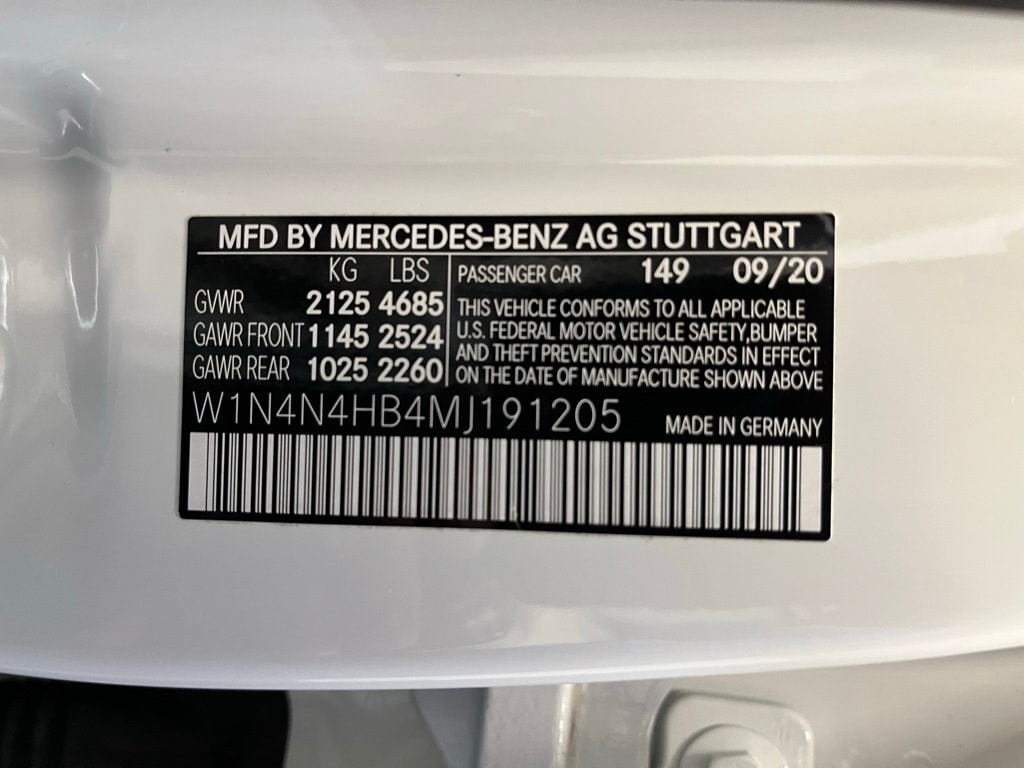 MFD BY MERCEDES-BENZ AG STUTTGART
KG LBS
GVWR 2125 4685
GAWR FRONT 1145 2524
GAWR REAR 1025 2260
PASSENGER CAR 149 09/20
THIS VEHICLE CONFORMS TO ALL APPLICABLE
U.S. FEDERAL MOTOR VEHICLE SAFETY,BUMPER
AND THEFT PREVENTION STANDARDS IN EFFECT
ON THE DATE OF MANUFACTURE SHOWN ABOVE
W1N4N4HB4MJ191205
MADE IN GERMANY